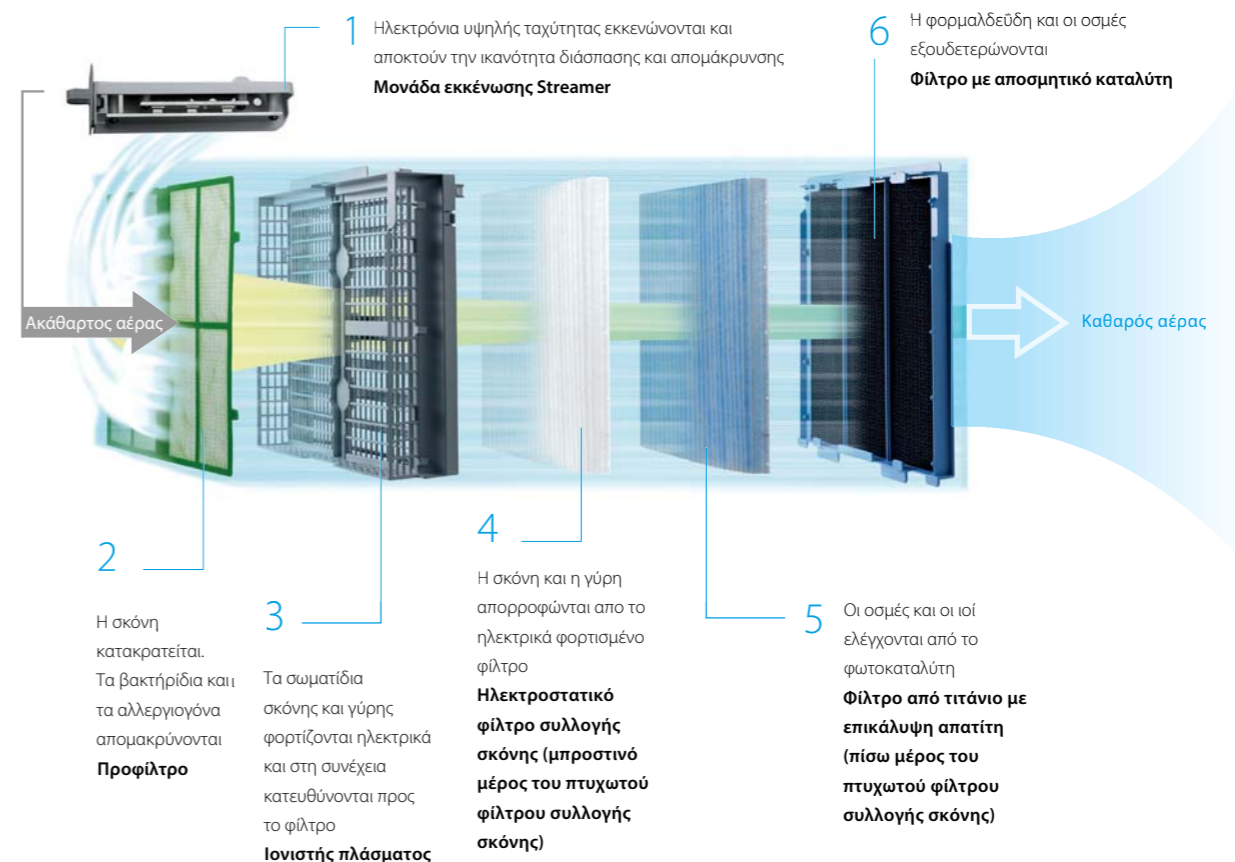 1
Ηλεκτρόνια υψηλής ταχύτητας εκκενώνονται και
αποκτούν την ικανότητα διάσπασης και απομάκρυνσης
Μονάδα εκκένωσης Streamer
6
Η φορμαλδεΰδη και οι οσμές
εξουδετερώνονται
Φίλτρο με αποσμητικό καταλύτη
Ακάθαρτος αέρας
Καθαρός αέρας
2
Η σκόνη
κατακρατείται.
Τα βακτήρίδια και
τα αλλεργιογόνα
απομακρύνονται
Προφίλτρο
3
Τα σωματίδια
σκόνης και γύρης
φορτίζονται ηλεκτρικά
και στη συνέχεια
κατευθύνονται προς
το φίλτρο
Ιονιστής πλάσματος
4
Η σκόνη και η γύρη
απορροφώνται απο το
ηλεκτρικά φορτισμένο
φίλτρο
Ηλεκτροστατικό
φίλτρο συλλογής
σκόνης (μπροστινό
μέρος του πτυχωτού
φίλτρου συλλογής
σκόνης)
5
Οι οσμές και οι ιοί
ελέγχονται από το
φωτοκαταλύτη
Φίλτρο από τιτάνιο με
επικάλυψη απατίτη
(πίσω μέρος του
πτυχωτού φίλτρου
συλλογής σκόνης)